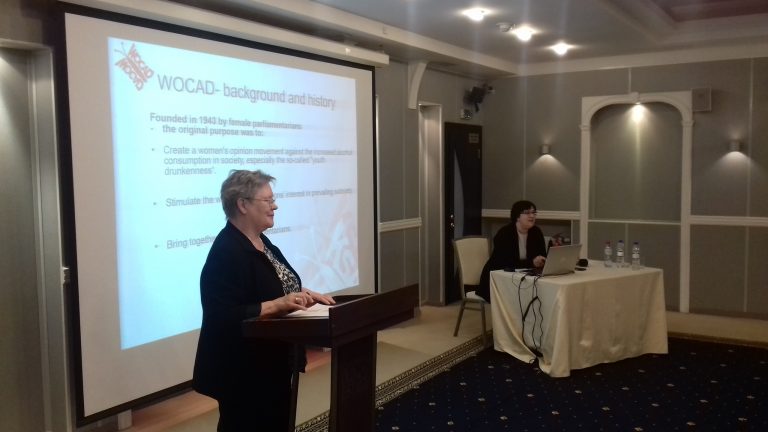 WOCAD
WOCAD
WOCAD- background and history
Founded in 1943 by female parliamentarians:
- the original purpose was to:
- Create a women's opinion movement against the increased alcohol
consumption in society, especially the so-called "youth
drunkenness".
- Stimulate the interest in prevailing
- Bring together